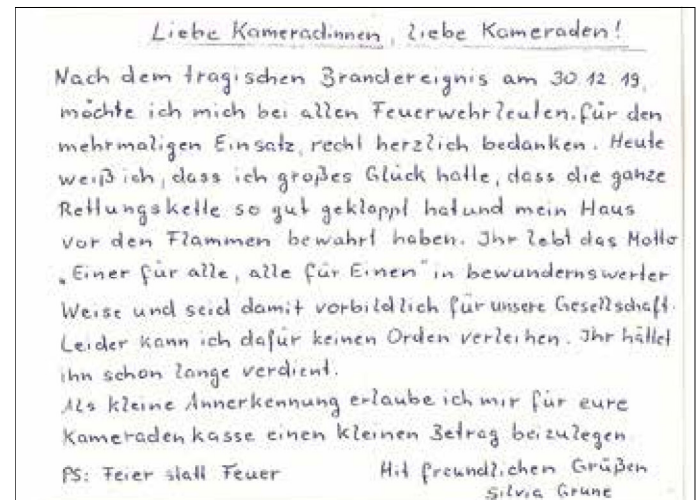 Liebe Kameradinnen, liebe Kameraden!
Nach dem tragischen Brandereignis am 30.12.19,
möchte ich mich bei allen Feuerwehrleuten, für den
mehrmaligen Einsatz, recht herzlich bedanken. Heute
weiß ich, dass ich großes Glück hatte, dass die ganze
Rettungskette so gut geklappt hat und mein Haus
vor den Flammen bewahrt haben. Ihr lebt das Motto
„Einer für alle, alle für Einen" in bewundernswerter
Weise und seid damit vorbildlich für unsere Gesellschaft.
Leider kann ich dafür keinen Orden verleihen. Ihr hättet
ihn schon lange verdient.
Als kleine Annerkennung erlaube ich mir für eure
Kameradenkasse einen kleinen Betrag beizulegen
PS: Feier statt Feuer
Mit freundlichen Grüßen
Silvia Grune